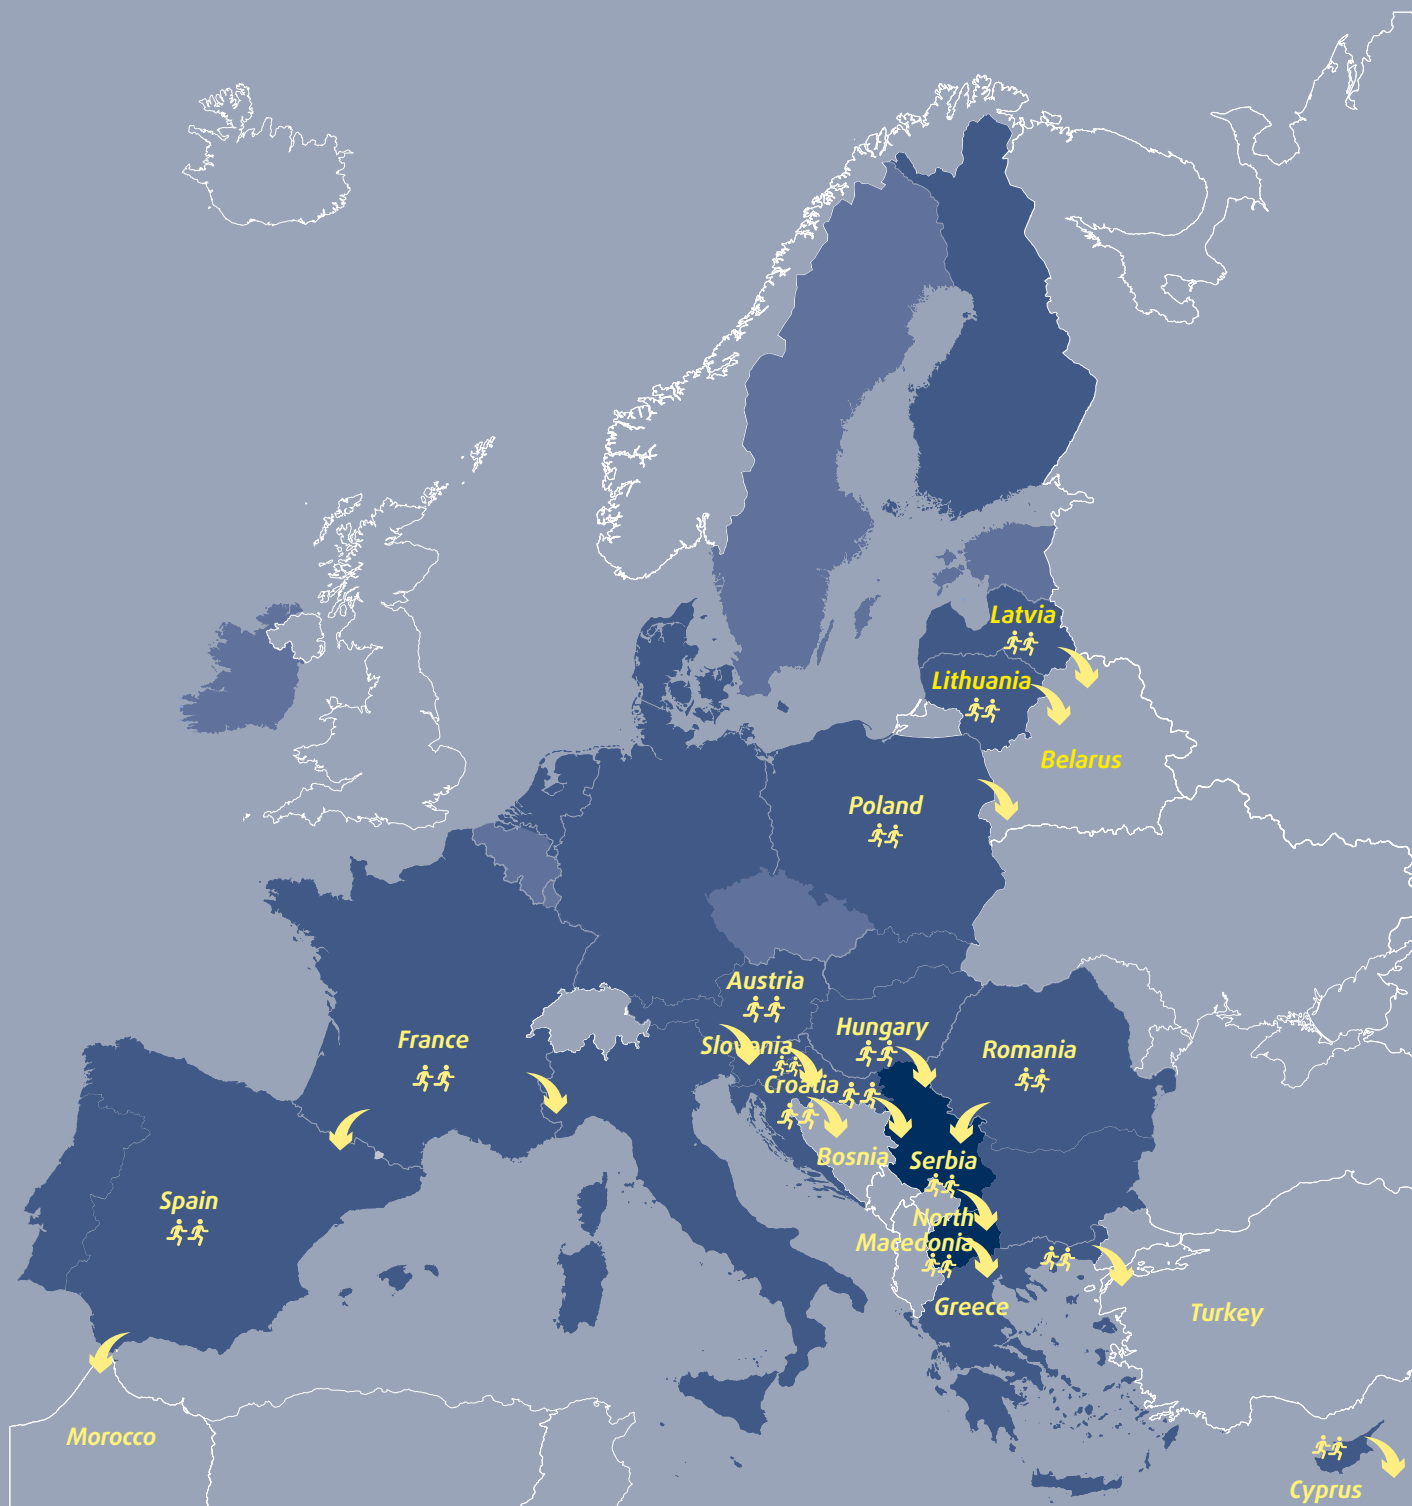 Latvia
Lithuania
Belarus
Poland
Austria
Hungary
Slovenia
France
Romania
Croatia
Bosnia
Serbia
Spain
North
Macedonia
Greece
Turkey
Morocco
Cyprus